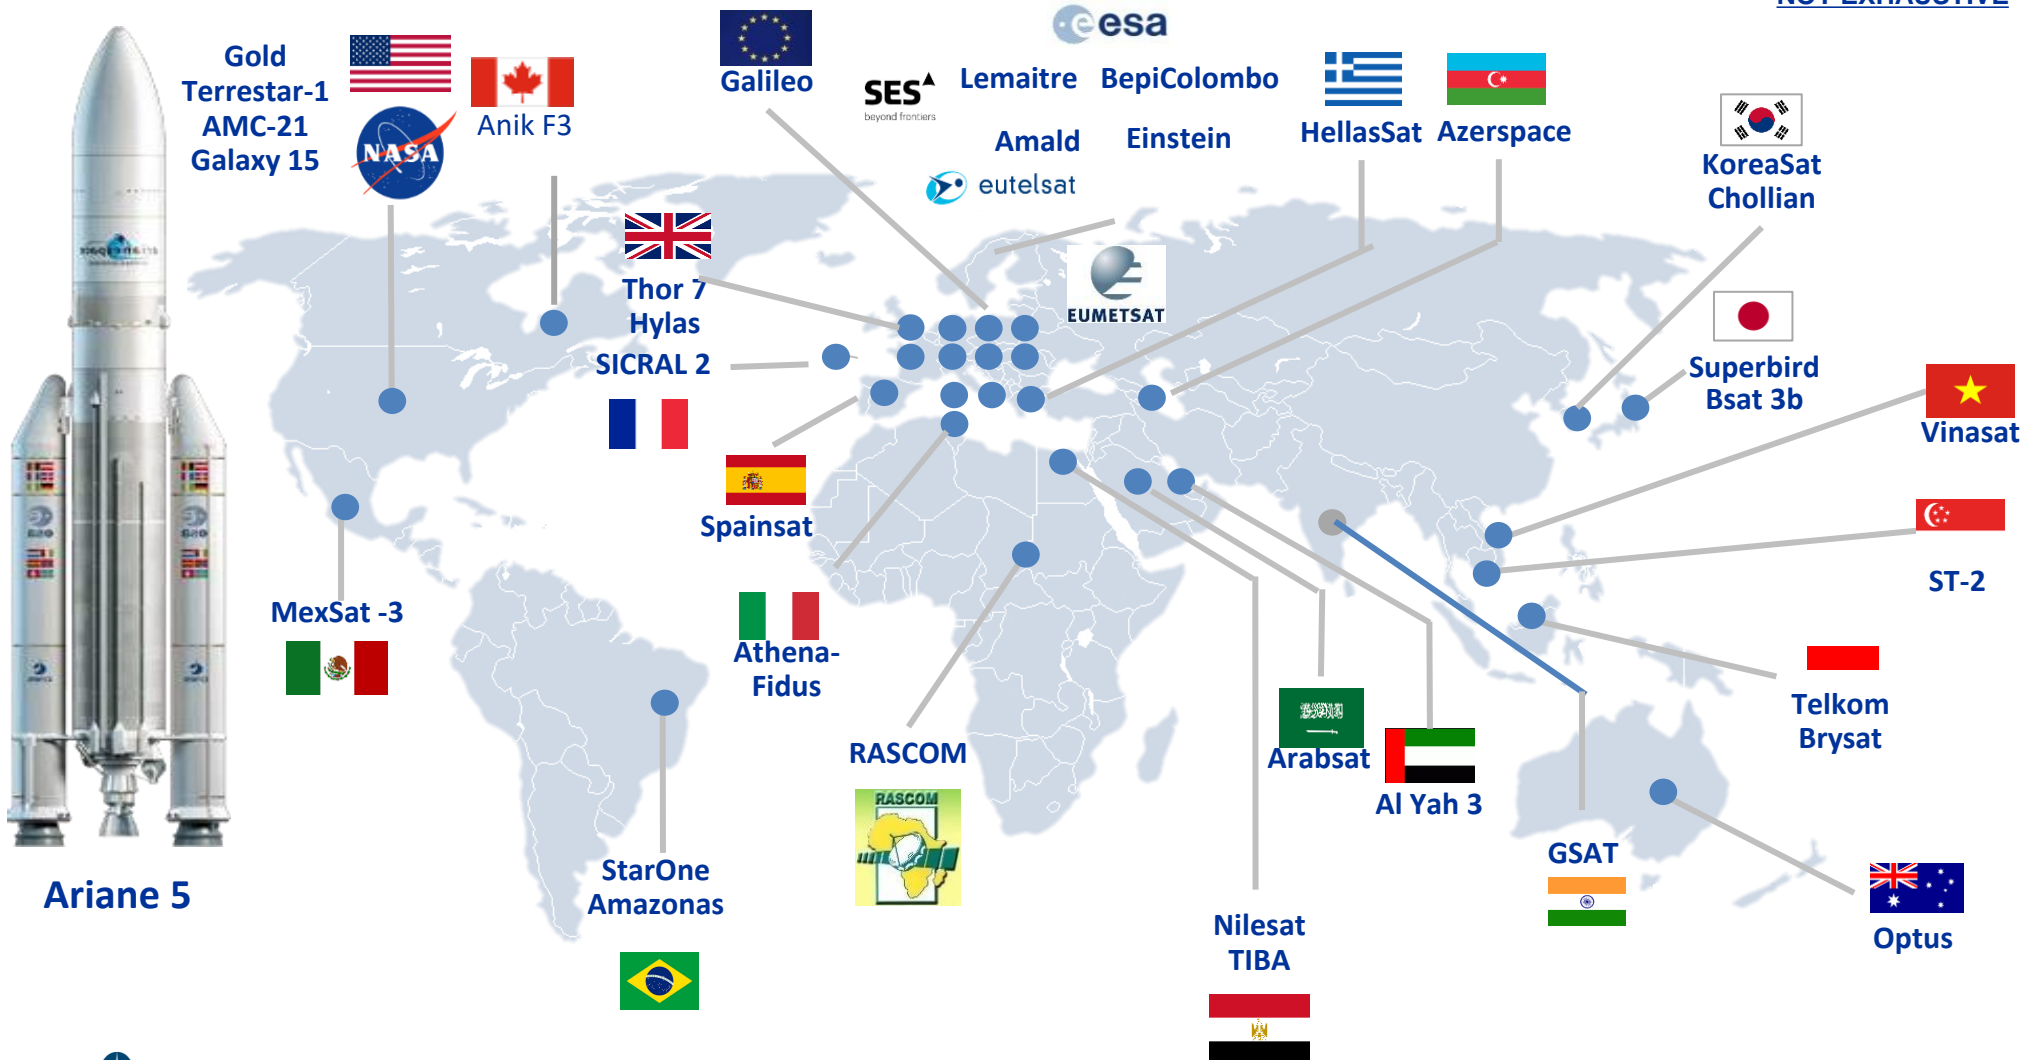 NOT EXHAUSTIVE
Gold
Terrestar-1
AMC-21
Galaxy 15
NASA
Anik F3
Galileo
esa
SES
beyond frontiers
Lemaitre
BepiColombo
Amald
Einstein
eutelsat
HellasSat
Azerspace
KoreaSat
Chollian
Thor 7
Hylas
SICRAL 2
EUMETSAT
Superbird
Bsat 3b
Vinasat
Spainsat
ST-2
MexSat -3
Athena-
Fidus
RASCOM
RASCOM
Arabsat
Al Yah 3
Telkom
Brysat
StarOne
Amazonas
GSAT
Optus
Nilesat
TIBA
Ariane 5